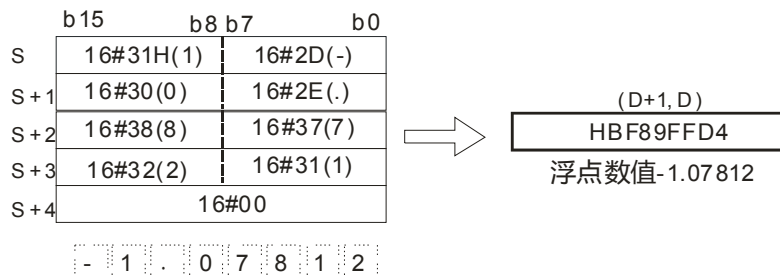 b15 b8 b7 b0
S 16#31H(1) 16#2D(-)
S+1 16#30(0) 16#2E(.)
S+2 16#38(8) 16#37(7)
S+3 16#32(2) 16#31(1)
S+4 16#00
- 1 . 0 7 8 1 2
(D+1,D)
HBF89FFD4
浮点数值-1.07812